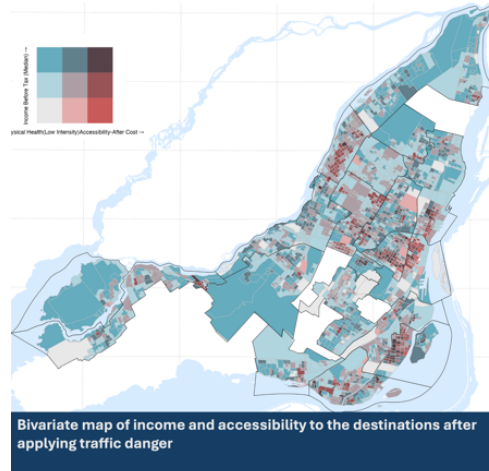 Income Before Tax (Median) →
ysical Health(Low Intensity)Accessibility-After Cost →
Bivariate map of income and accessibility to the destinations after
applying traffic danger